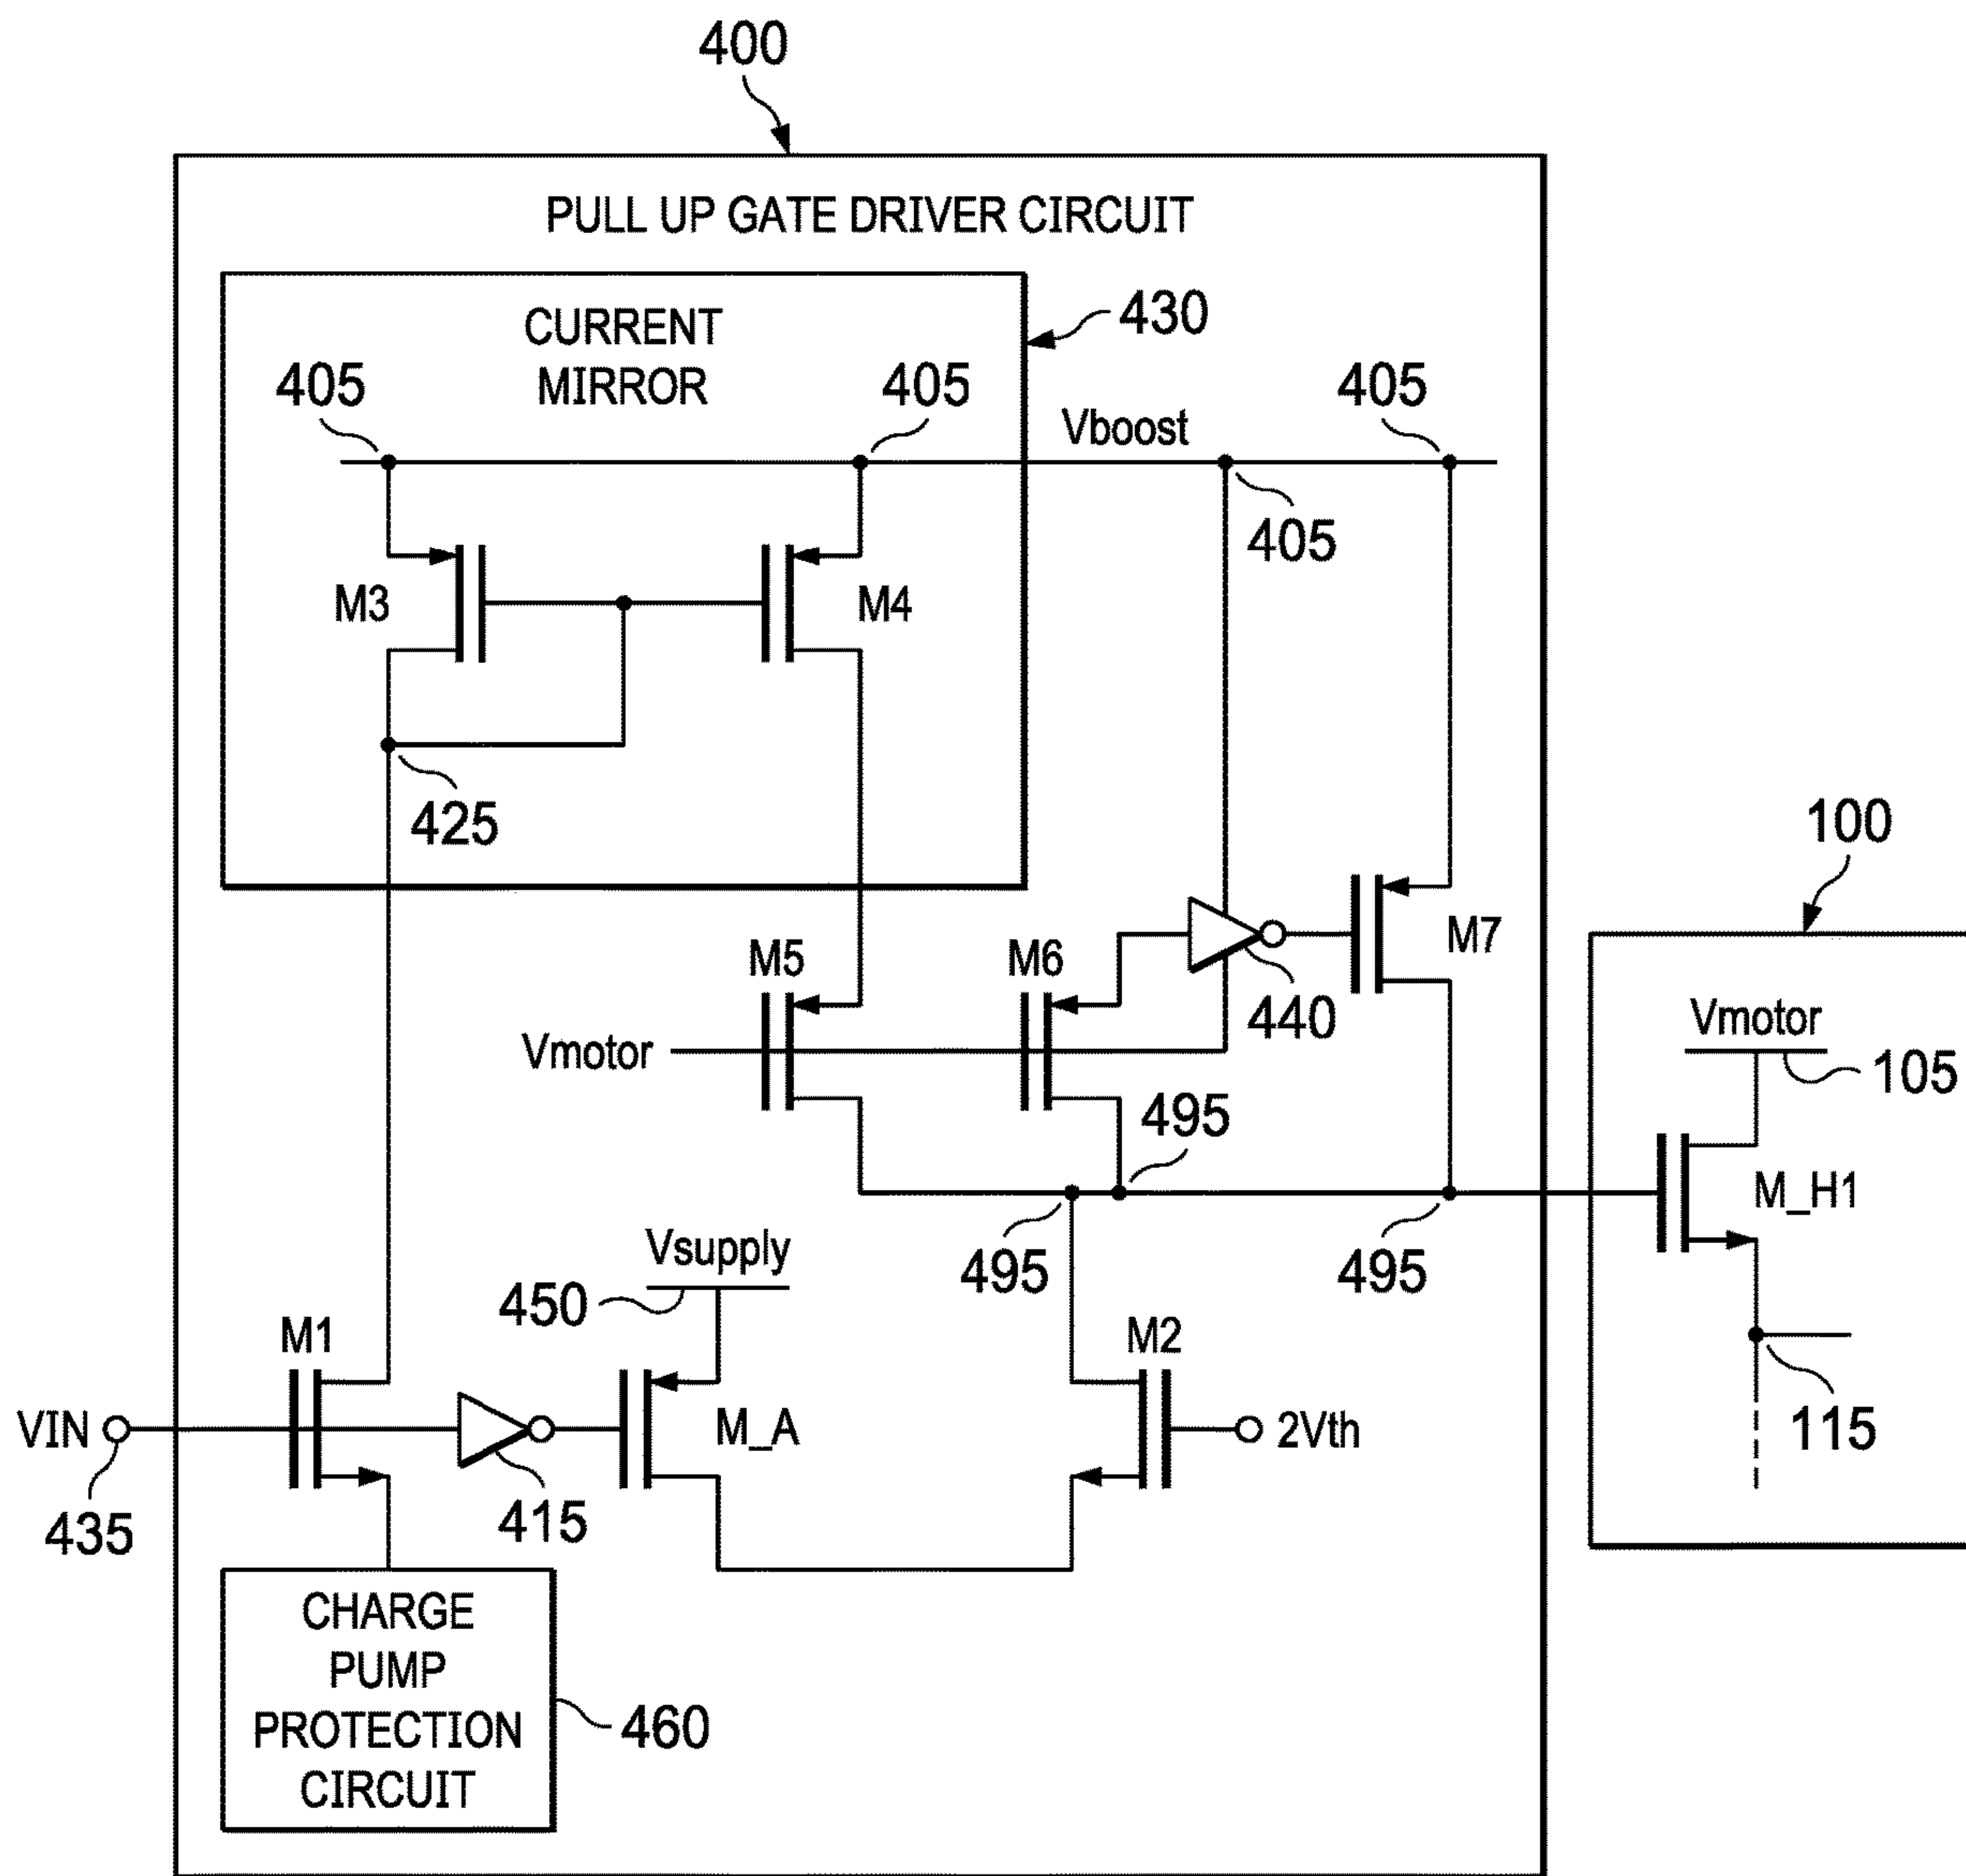 400
PULL UP GATE DRIVER CIRCUIT
CURRENT
MIRROR
430
405
405
405
Vboost
405
M3
M4
425
100
M5
M6
M7
440
Vmotor
Vmotor
105
495
M_H1
Vsupply
450
495
495
M1
M2
VIN
M_A
2Vth
115
435
415
CHARGE
PUMP
PROTECTION
CIRCUIT
460